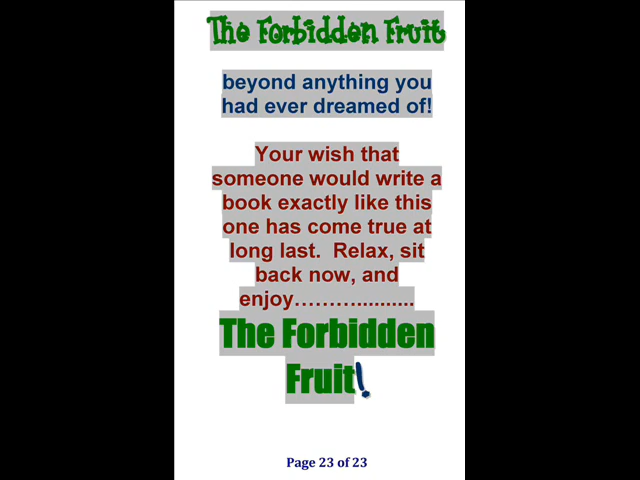 The Forbidden Fruit
beyond anything you
had ever dreamed of!
Your wish that
someone would write a
book exactly like this
one has come true at
long last.  Relax, sit
back now, and
enjoy………..........
The Forbidden
Fruit!
Page 23 of 23